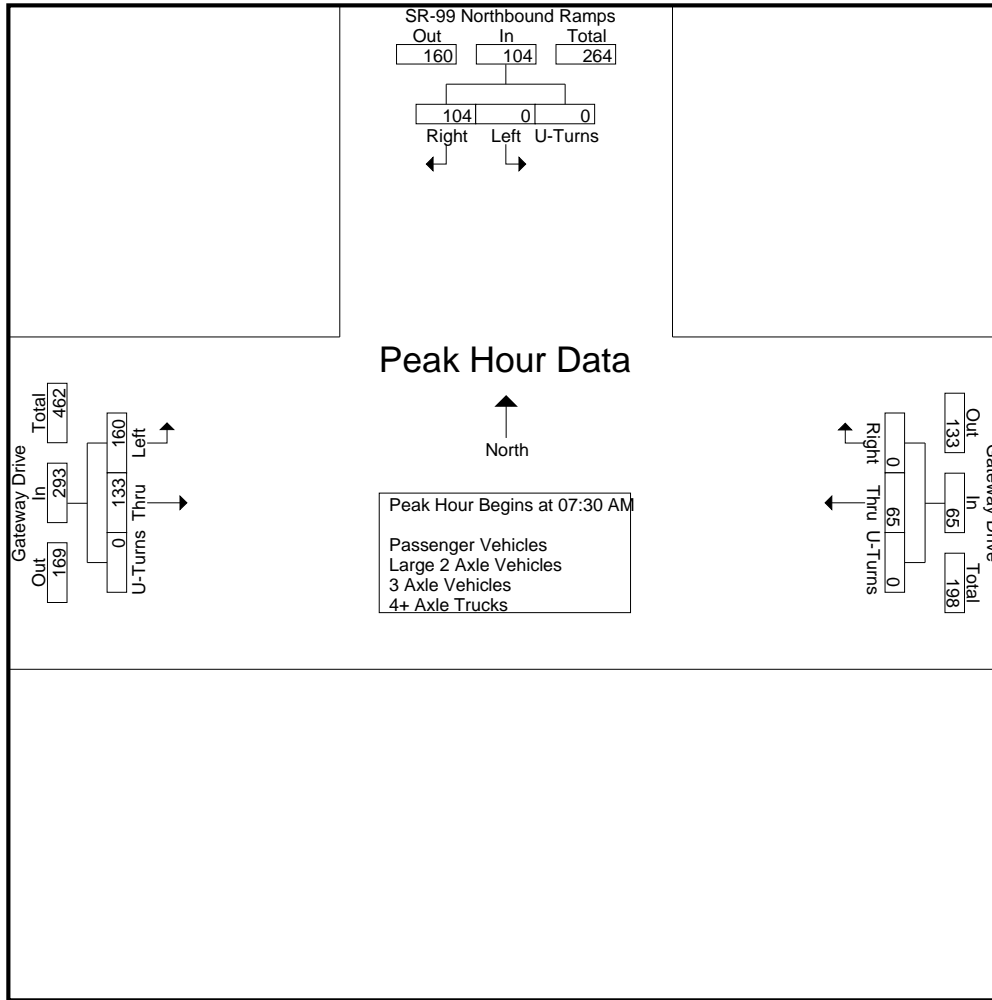 SR-99 Northbound Ramps
Out In Total
160 104 264
104 0 0
Right Left U-Turns
Peak Hour Data
North
Peak Hour Begins at 07:30 AM
Passenger Vehicles
Large 2 Axle Vehicles
3 Axle Vehicles
4+ Axle Trucks
Gateway Drive
Out In Total
169 293 462
0 133 160
U-Turns Thru Left
Gateway Drive
Out In Total
133 65 198
0 65 0
Right Thru U-Turns